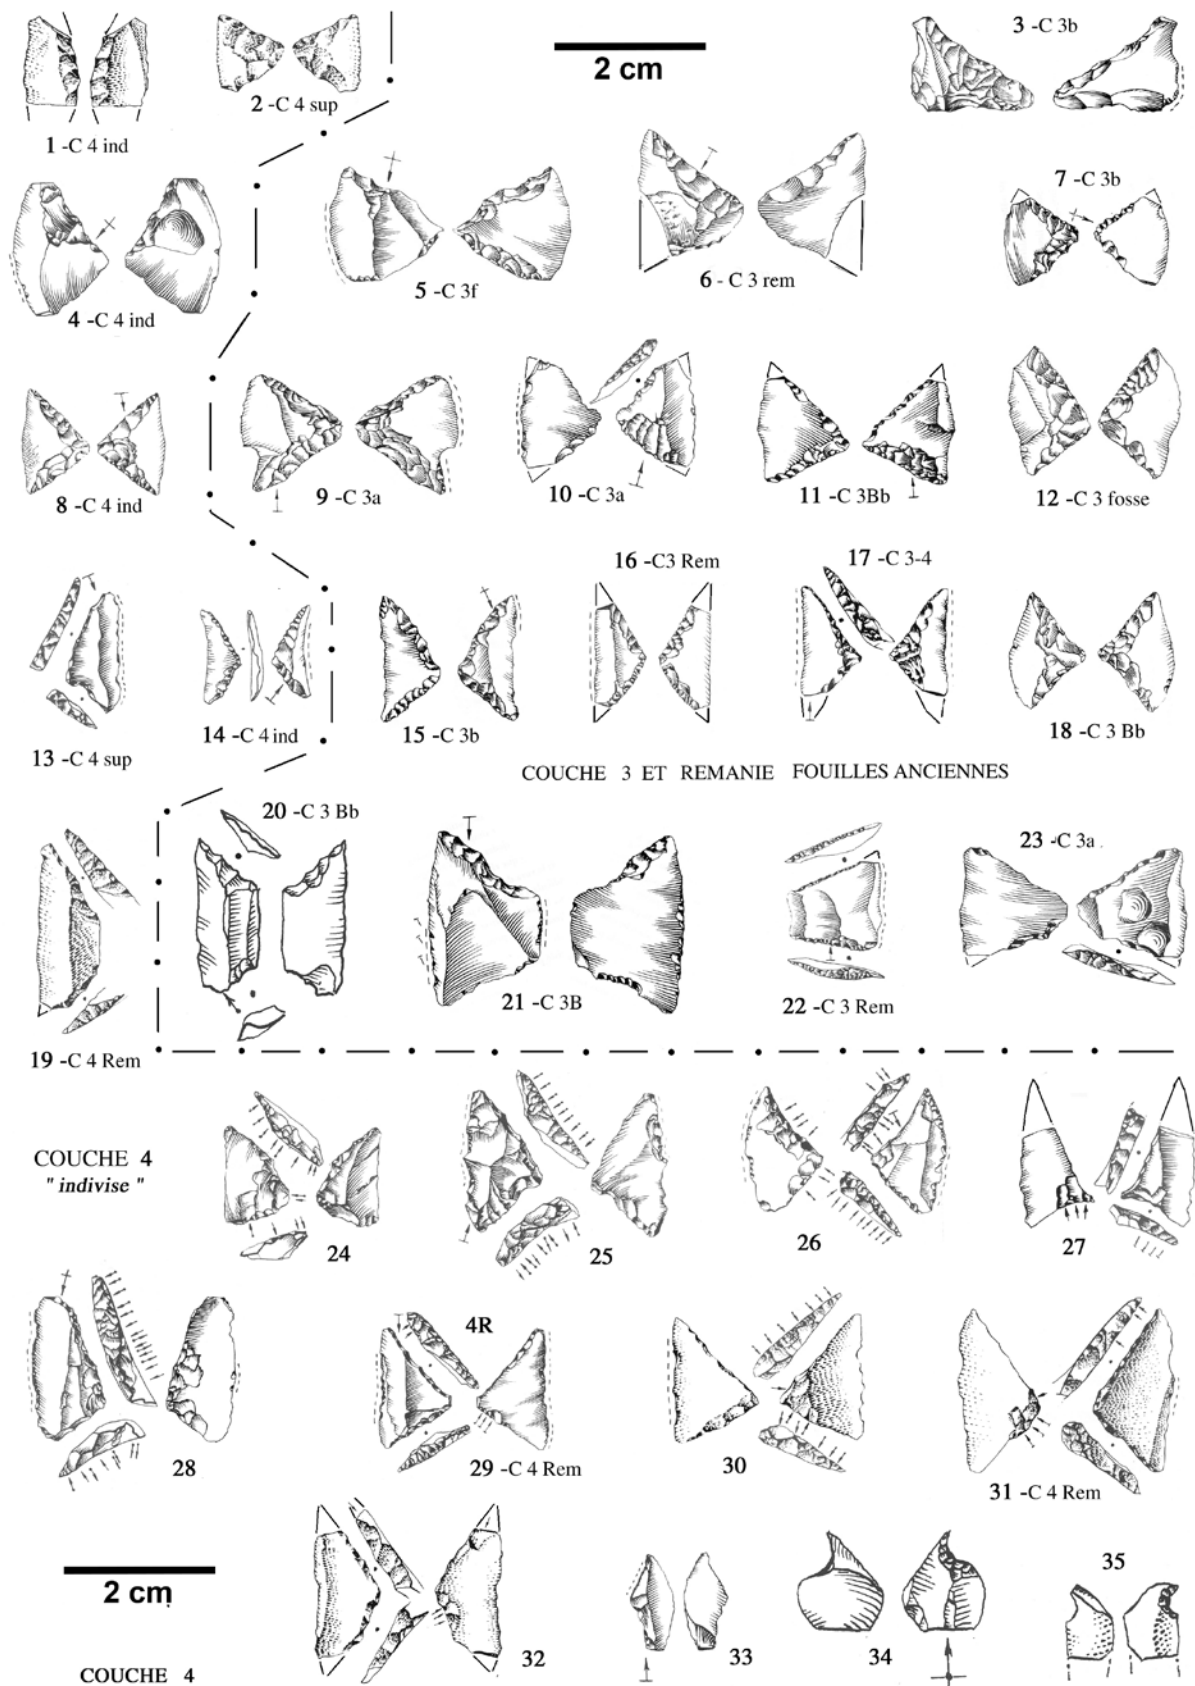 2 cm
3 -C 3b
1 -C 4 ind
2 -C 4 sup
4 -C 4 ind
5 -C 3f
6 - C 3 rem
7 -C 3b
8 -C 4 ind
9 -C 3a
10 -C 3a
11 -C 3Bb
12 -C 3 fosse
13 -C 4 sup
14 -C 4 ind
15 -C 3b
16 -C3 Rem
17 -C 3-4
18 -C 3 Bb
COUCHE 3 ET REMANIE FOUILLES ANCIENNES
19 -C 4 Rem
20 -C 3 Bb
21 -C 3B
22 -C 3 Rem
23 -C 3a
COUCHE 4
" indivise "
24
25
26
27
28
4R
29 -C 4 Rem
30
31 -C 4 Rem
2 cm
COUCHE 4
32
33
34
35